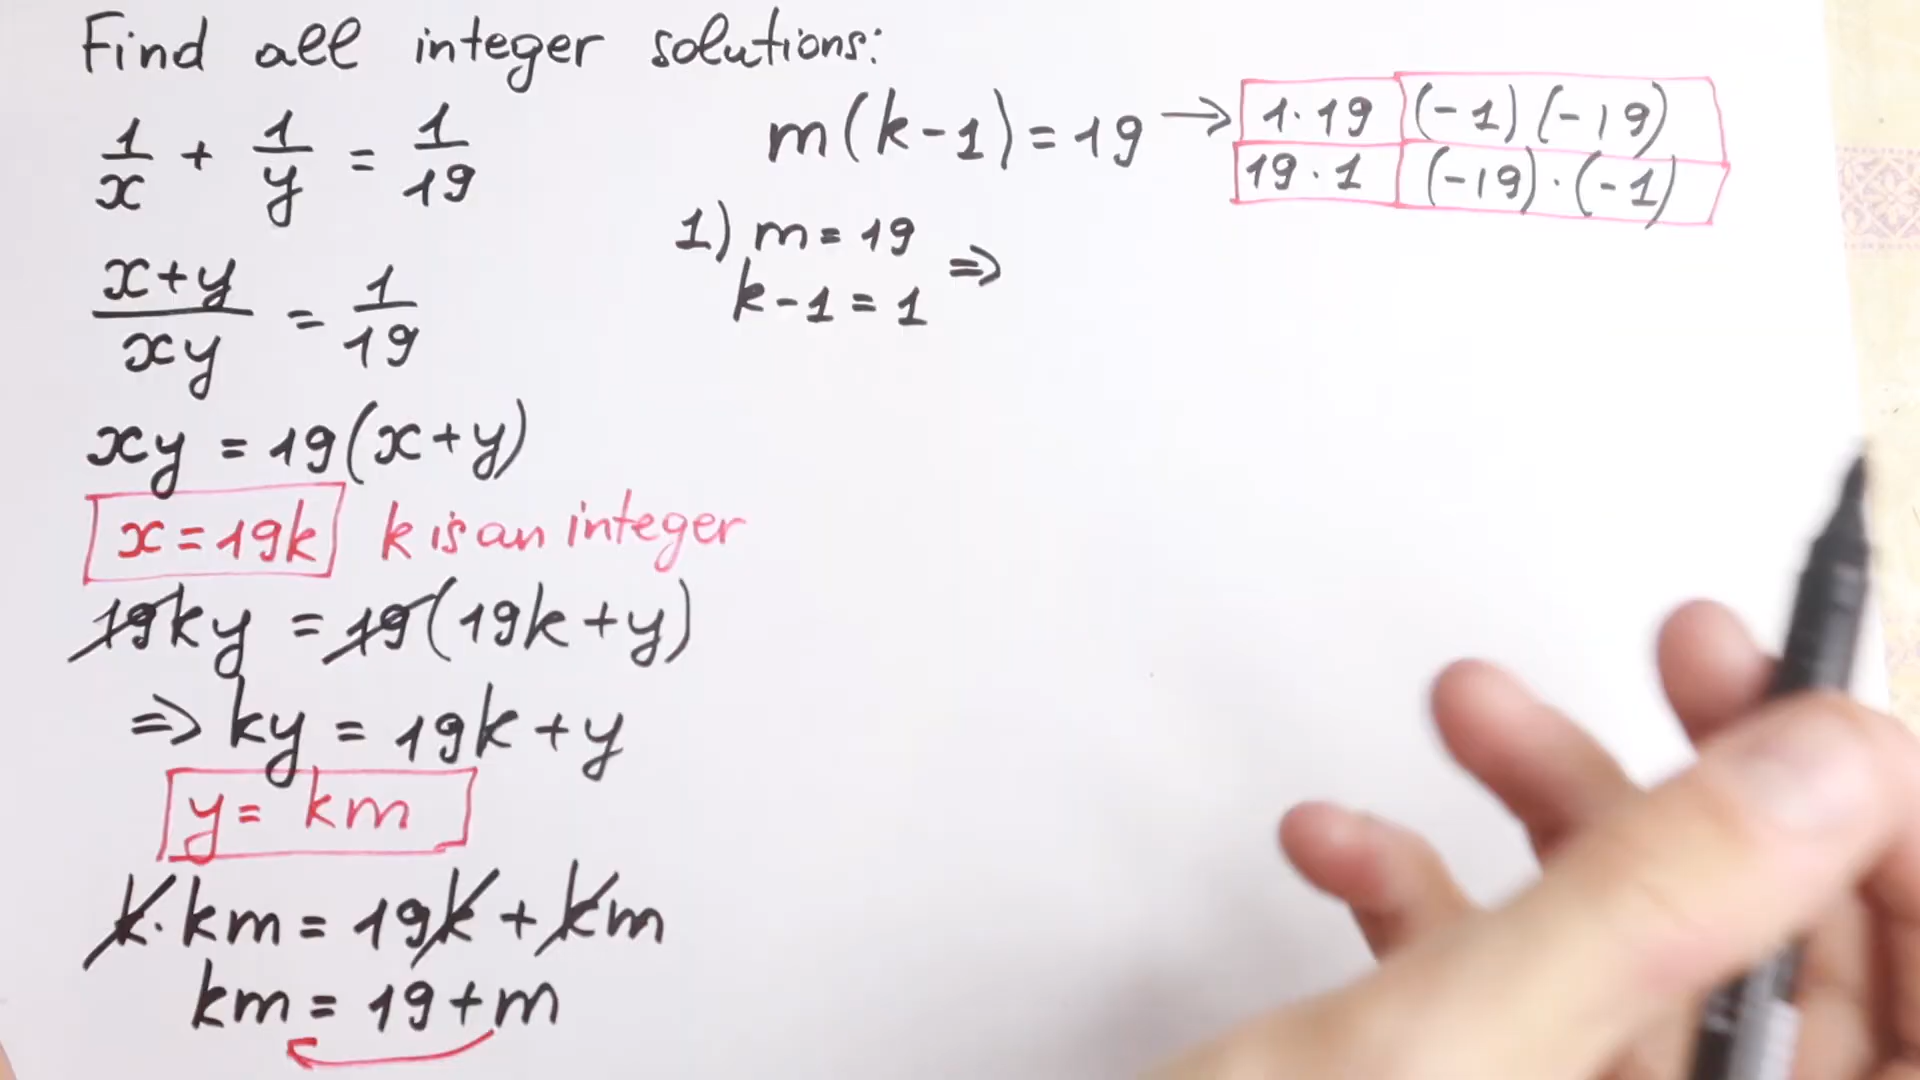 Find all integer solutions:
1/x + 1/y = 1/19
(x+y)/(xy) = 1/19
xy = 19(x+y)
x = 19k k is an integer
19ky = 19(19k+y)
⇒ ky = 19k + y
y = km
k·km = 19k + km
km = 19+m
m(k-1) = 19 → 1·19 (-1)(-19)
19·1 (-19)·(-1)
1) m = 19 ⇒
k-1 = 1